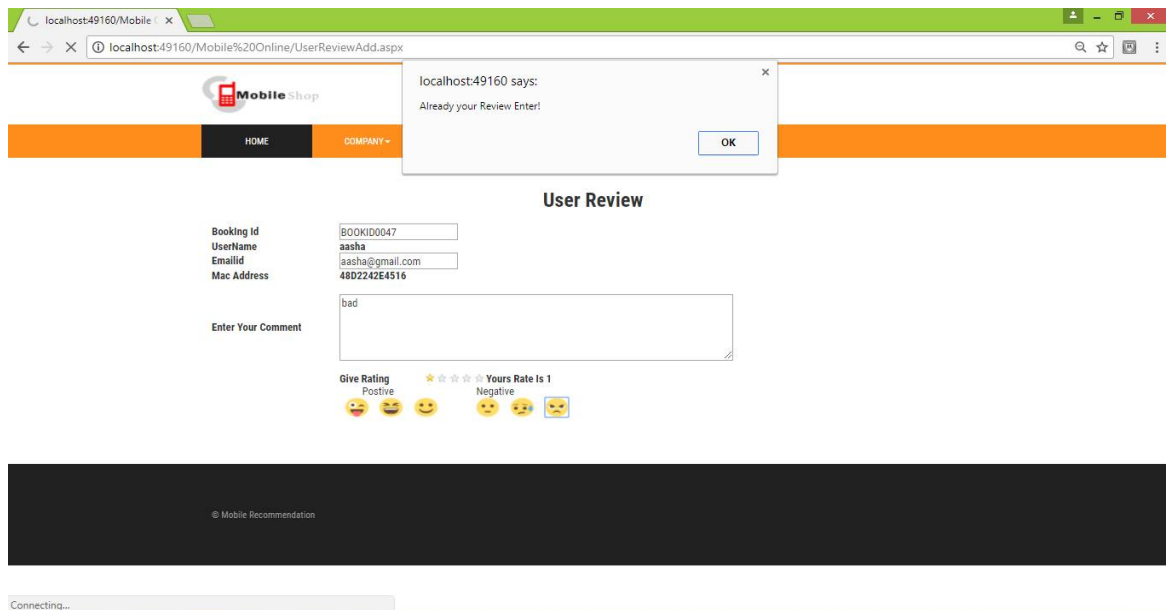 localhost:49160/Mobile
localhost:49160/Mobile%20Online/UserReviewAdd.aspx
localhost:49160 says:
Already your Review Enter!
OK
Mobile Shop
HOME
COMPANY
User Review
Booking Id BOOKID0047
UserName aasha
Emailid aasha@gmail.com
Mac Address 48D2242E4516
Enter Your Comment bad
Give Rating Yours Rate Is 1
Postive Negative
© Mobile Recommendation
Connecting...